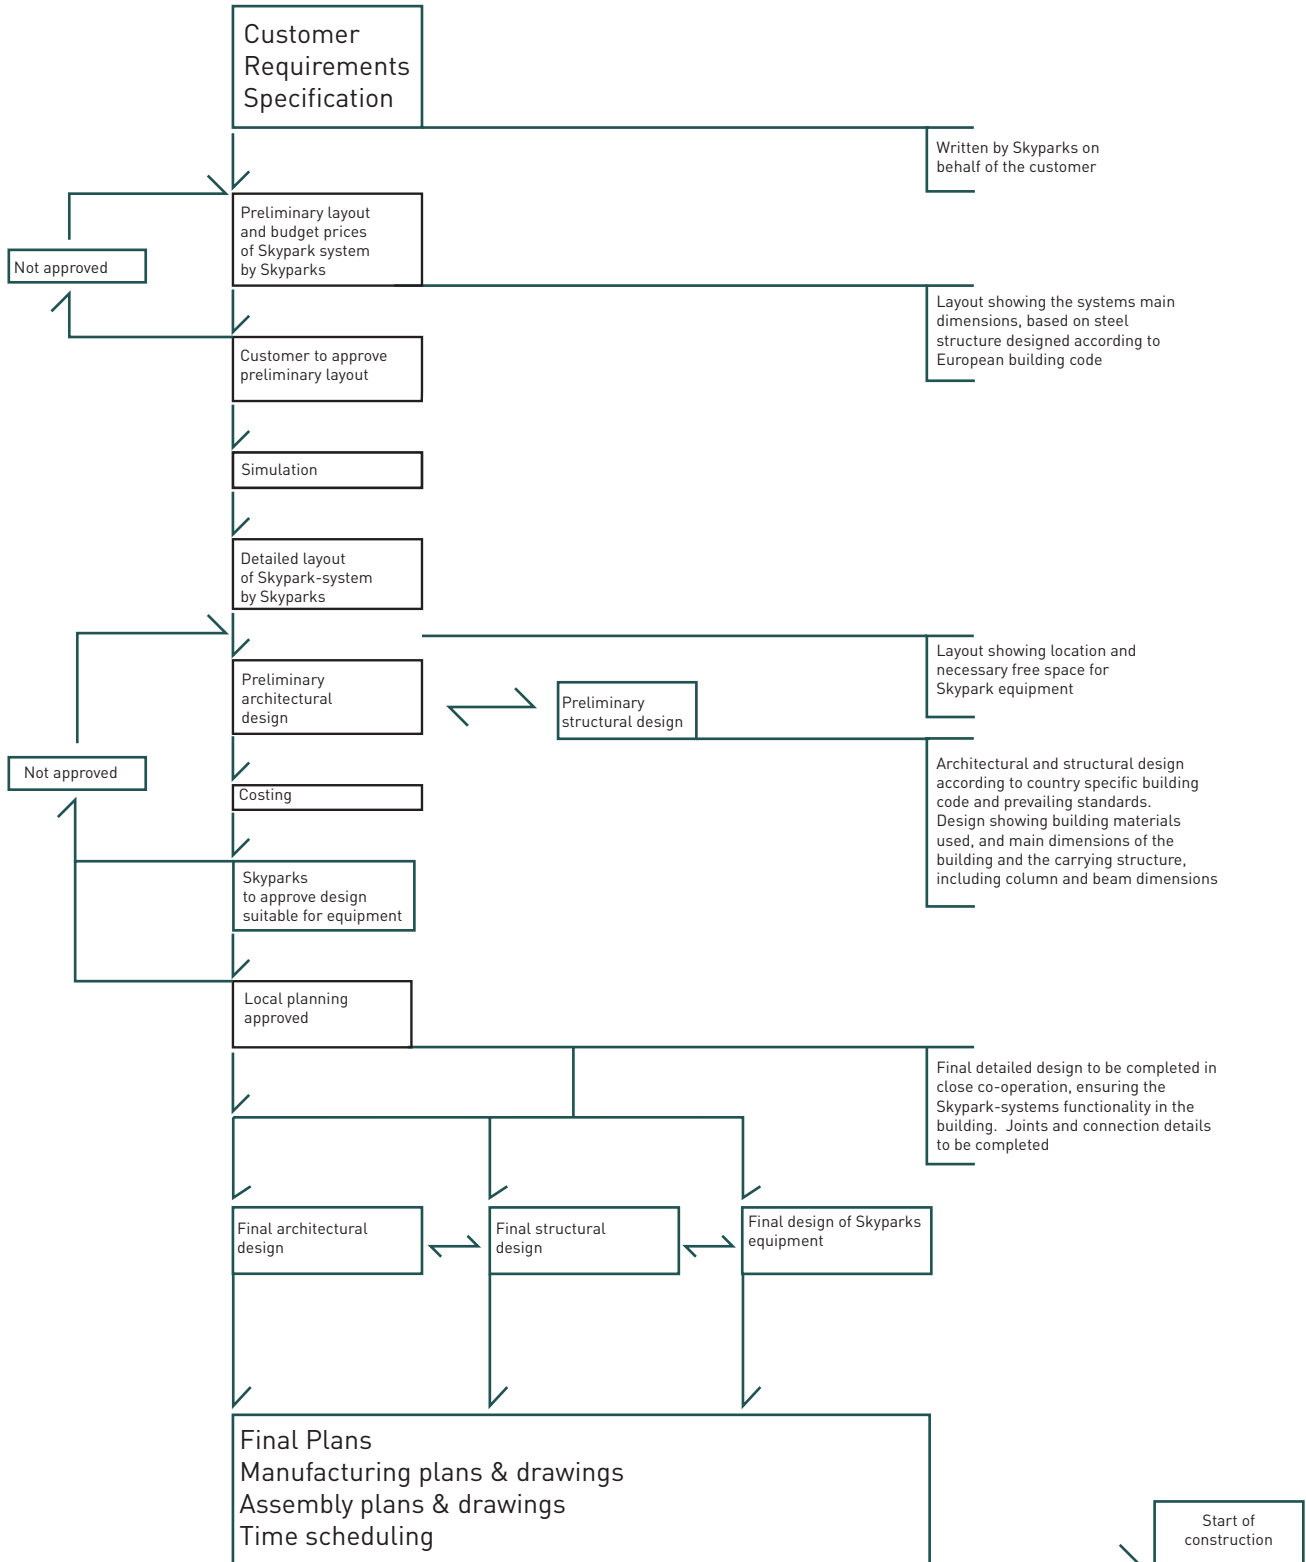 Customer
Requirements
Specification
Written by Skyparks on
behalf of the customer
Preliminary layout
and budget prices
of Skypark system
by Skyparks
Not approved
Layout showing the systems main
dimensions, based on steel
structure designed according to
European building code
Customer to approve
preliminary layout
Simulation
Detailed layout
of Skypark-system
by Skyparks
Layout showing location and
necessary free space for
Skypark equipment
Preliminary
architectural
design
Preliminary
structural design
Not approved
Architectural and structural design
according to country specific building
code and prevailing standards.
Design showing building materials
used, and main dimensions of the
building and the carrying structure,
including column and beam dimensions
Costing
Skyparks
to approve design
suitable for equipment
Local planning
approved
Final detailed design to be completed in
close co-operation, ensuring the
Skypark-systems functionality in the
building.  Joints and connection details
to be completed
Final architectural
design
Final structural
design
Final design of Skyparks
equipment
Final Plans
Manufacturing plans & drawings
Assembly plans & drawings
Time scheduling
Start of
construction